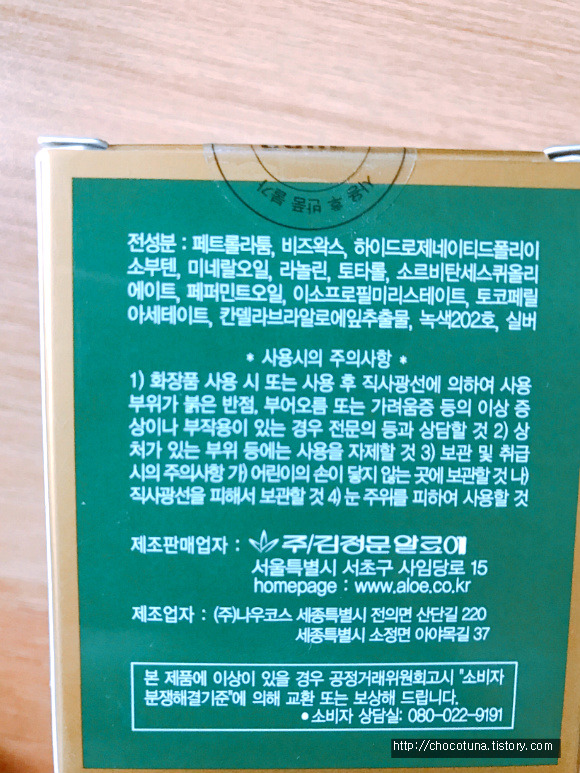 사용 후 반품 불가
전성분 : 페트롤라툼, 비즈왁스, 하이드로제네이티드폴리이
소부텐, 미네랄오일, 라놀린, 토타롤, 소르비탄세스퀴올리
에이트, 페퍼민트오일, 이소프로필미리스테이트, 토코페릴
아세테이트, 칸델라브라알로에잎추출물, 녹색202호, 실버
* 사용시의 주의사항 *
1) 화장품 사용 시 또는 사용 후 직사광선에 의하여 사용
부위가 붉은 반점, 부어오름 또는 가려움증 등의 이상 증
상이나 부작용이 있는 경우 전문의 등과 상담할 것 2) 상
처가 있는 부위 등에는 사용을 자제할 것 3) 보관 및 취급
시의 주의사항 가) 어린이의 손이 닿지 않는 곳에 보관할 것 나)
직사광선을 피해서 보관할 것 4) 눈 주위를 피하여 사용할 것
제조판매업자 : 주/김정문알로에
서울특별시 서초구 사임당로 15
homepage : www.aloe.co.kr
제조업자 : (주)나우코스 세종특별시 전의면 산단길 220
세종특별시 소정면 아야목길 37
본 제품에 이상이 있을 경우 공정거래위원회고시 "소비자
분쟁해결기준"에 의해 교환 또는 보상해 드립니다.
● 소비자 상담실: 080-022-9191
http://chocotuna.tistory.com